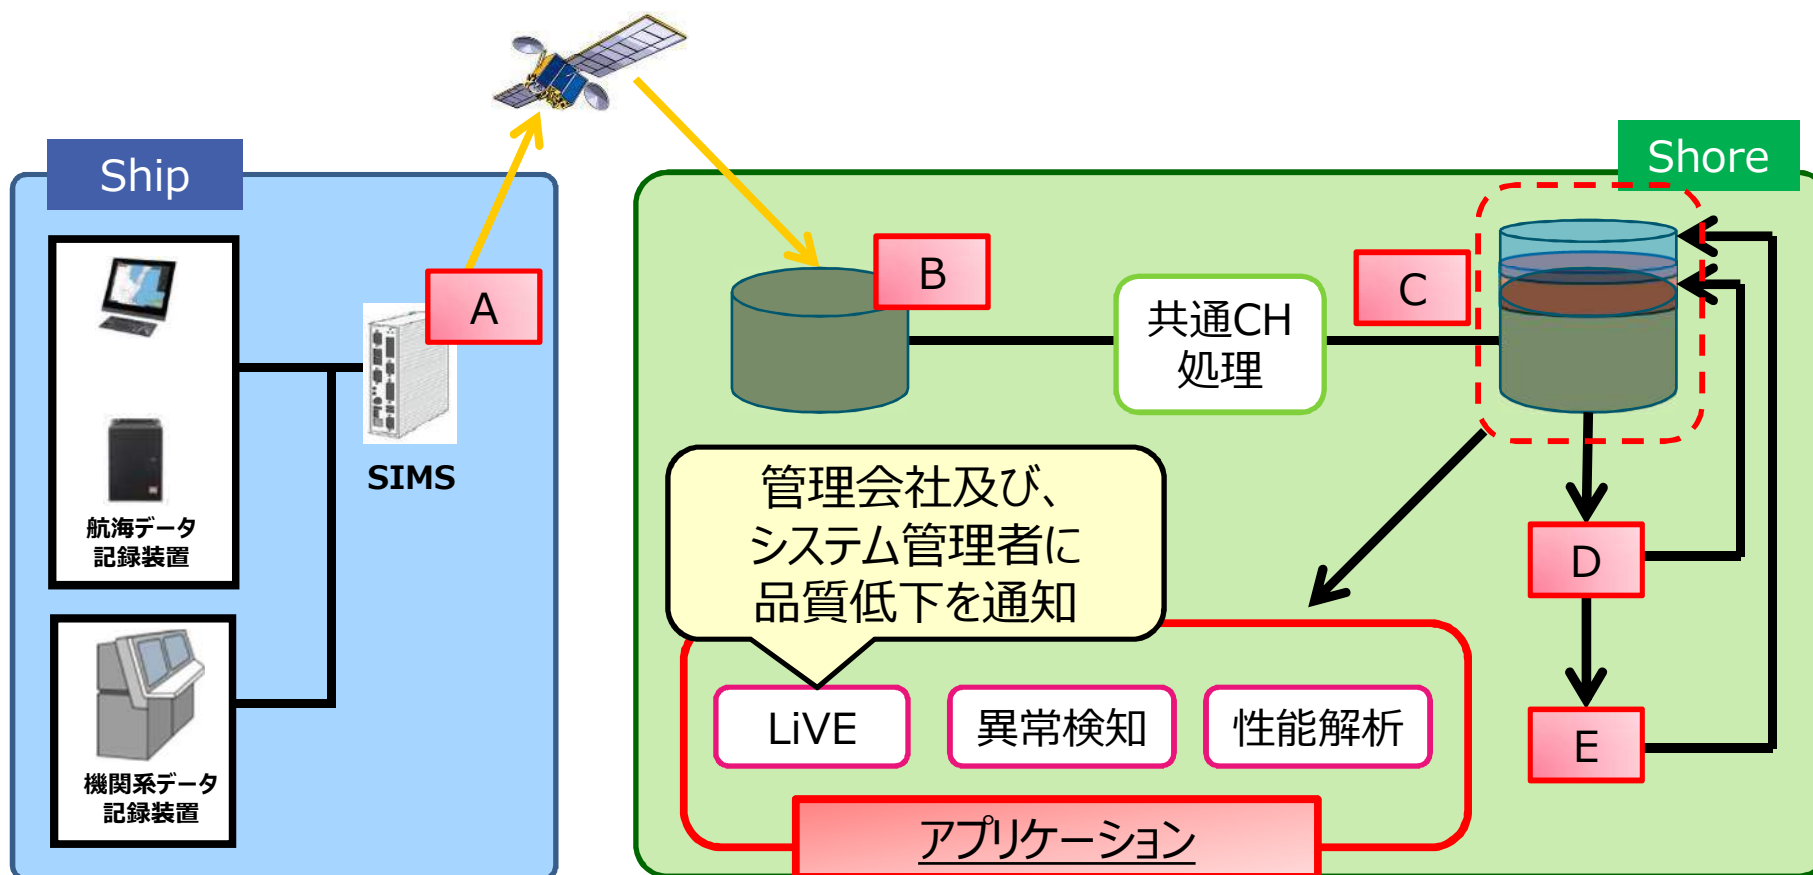 Ship
Shore
A
B
C
共通CH
処理
SIMS
航海データ
記録装置
管理会社及び、
システム管理者に
品質低下を通知
D
LiVE
異常検知
性能解析
E
機関系データ
記録装置
アプリケーション